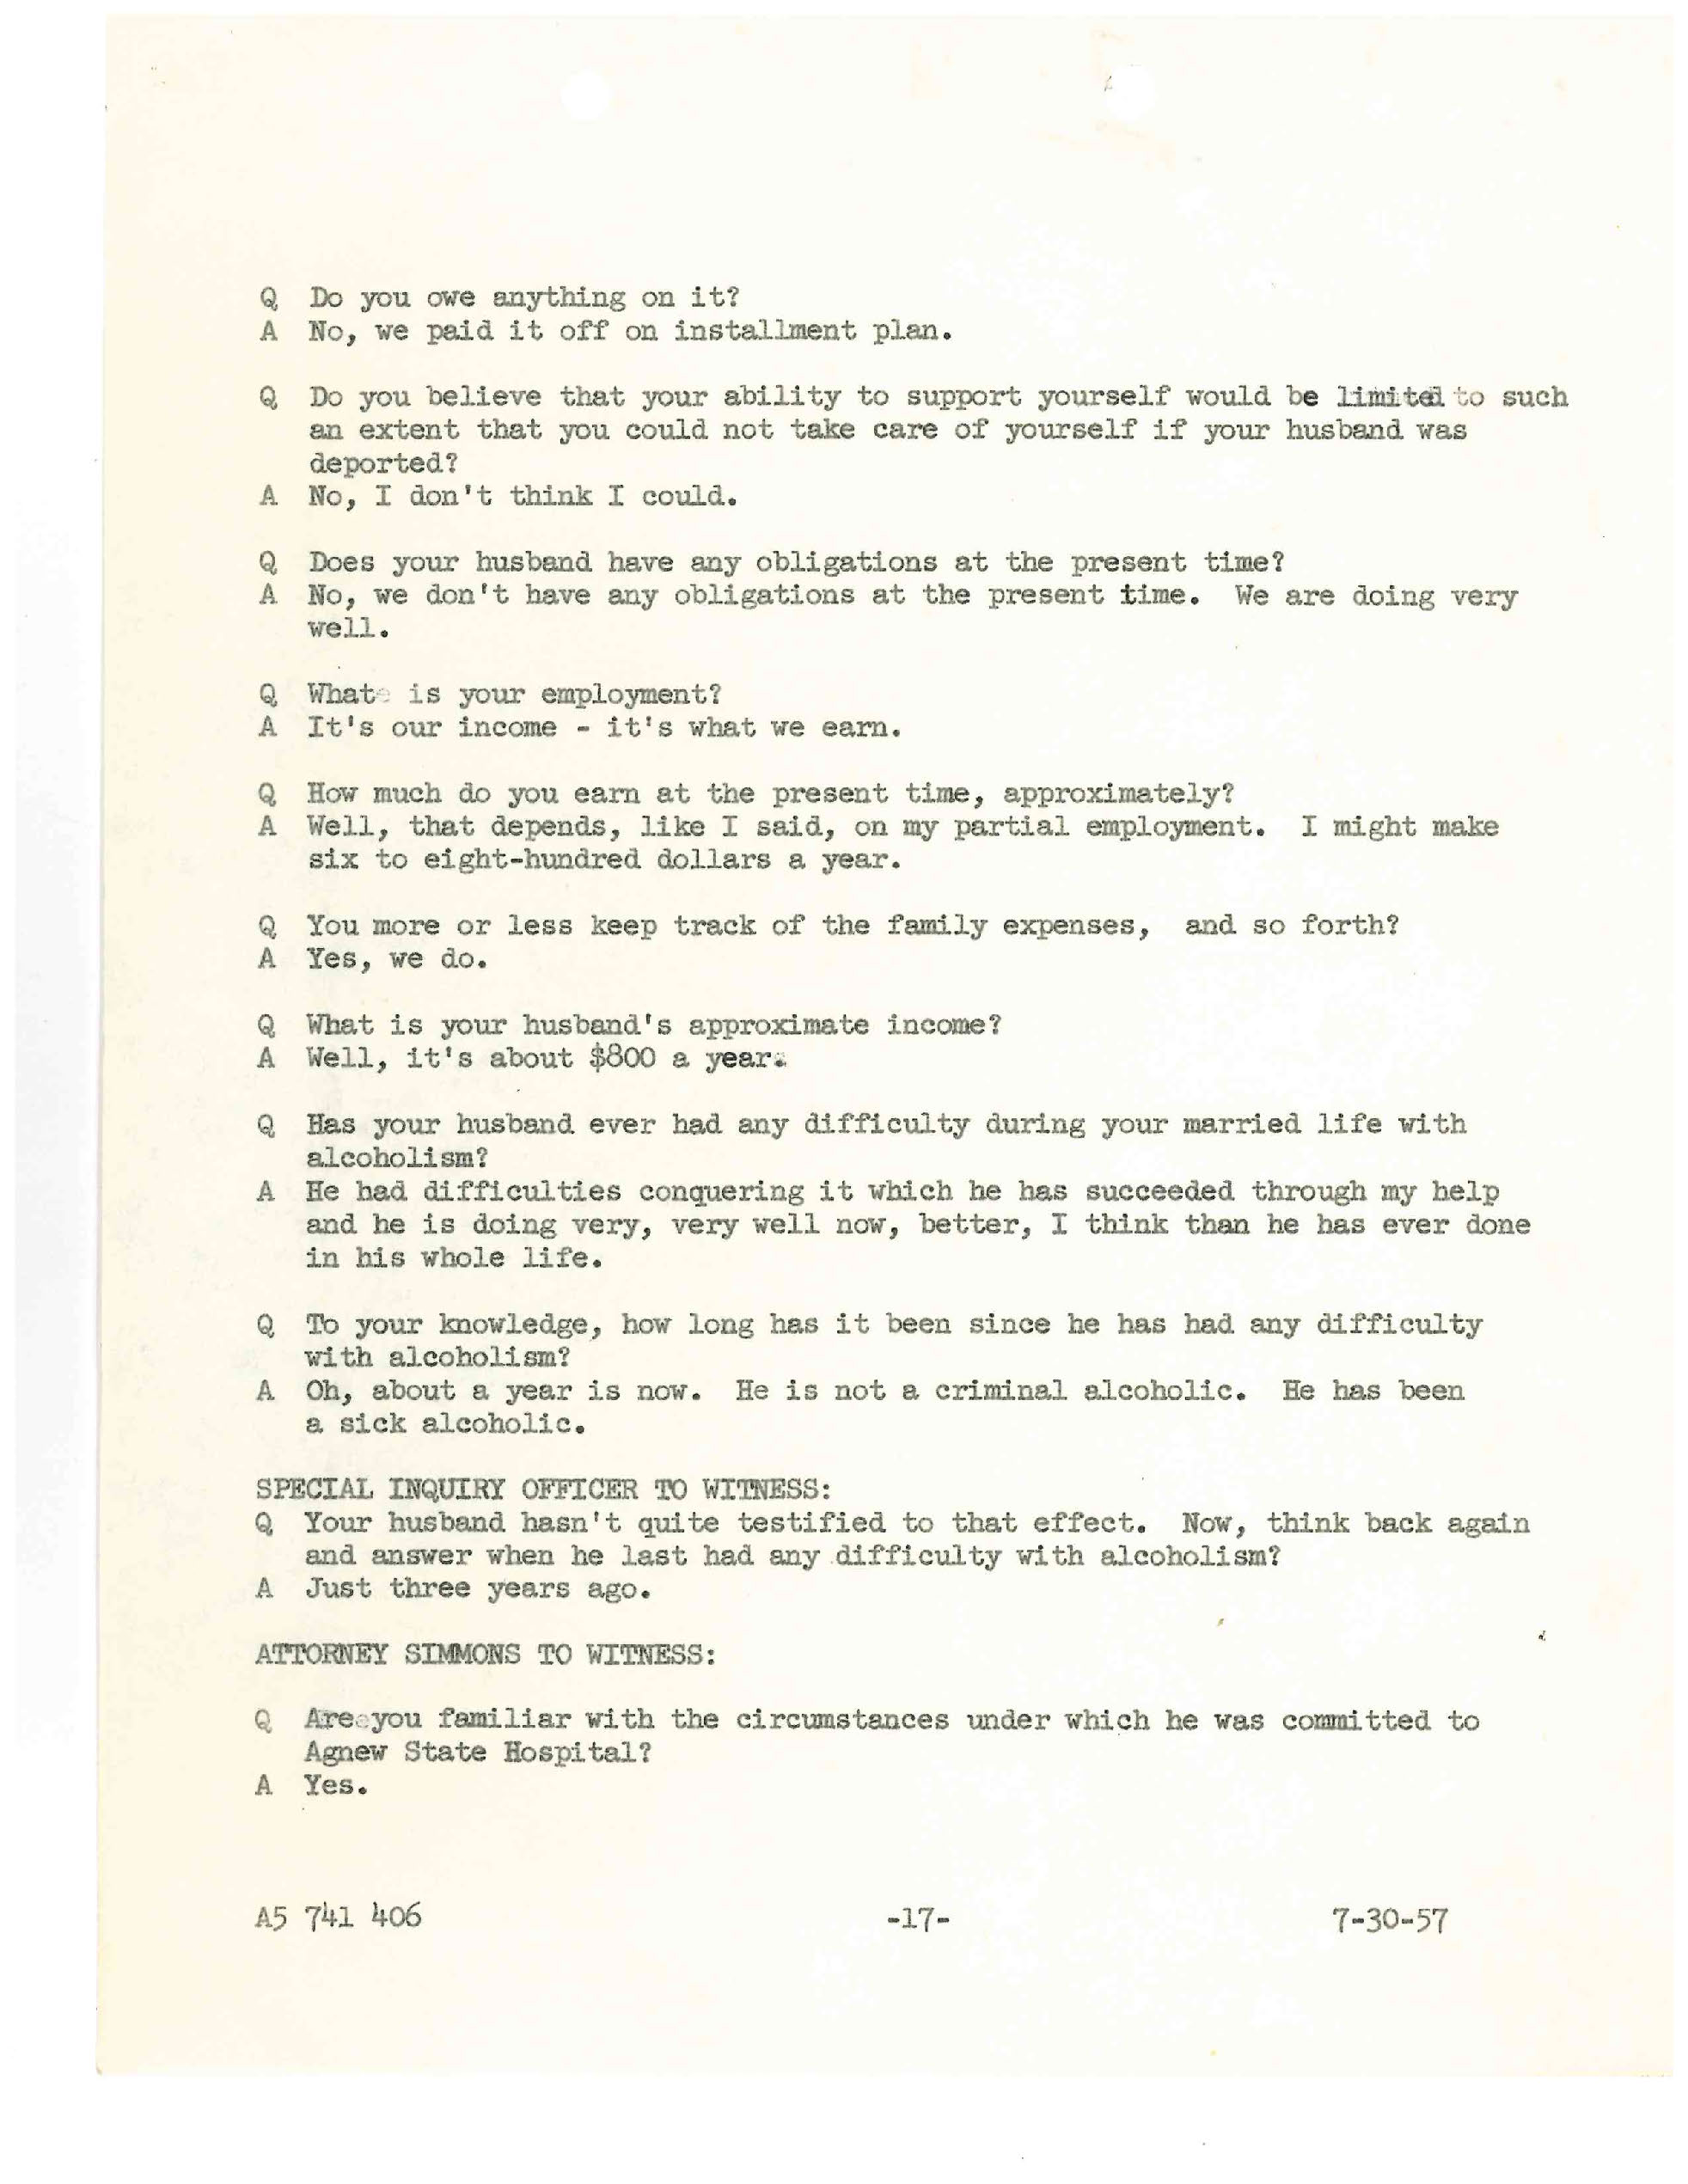 Q Do you owe anything on it?
A No, we paid it off on installment plan.
Q Do you believe that your ability to support yourself would be limited to such
an extent that you could not take care of yourself if your husband was
deported?
A No, I don't think I could.
Q Does your husband have any obligations at the present time?
A No, we don't have any obligations at the present time. We are doing very
well.
Q What is your employment?
A It's our income - it's what we earn.
Q How much do you earn at the present time, approximately?
A Well, that depends, like I said, on my partial employment. I might make
six to eight-hundred dollars a year.
Q You more or less keep track of the family expenses, and so forth?
A Yes, we do.
Q What is your husband's approximate income?
A Well, it's about $800 a year.
Q Has your husband ever had any difficulty during your married life with
alcoholism?
A He had difficulties conquering it which he has succeeded through my help
and he is doing very, very well now, better, I think than he has ever done
in his whole life.
Q To your knowledge, how long has it been since he has had any difficulty
with alcoholism?
A Oh, about a year is now. He is not a criminal alcoholic. He has been
a sick alcoholic.
SPECIAL INQUIRY OFFICER TO WITNESS:
Q Your husband hasn't quite testified to that effect. Now, think back again
and answer when he last had any difficulty with alcoholism?
A Just three years ago.
ATTORNEY SIMMONS TO WITNESS:
Q Are you familiar with the circumstances under which he was committed to
Agnew State Hospital?
A Yes.
A5 741 406 -17- 7-30-57